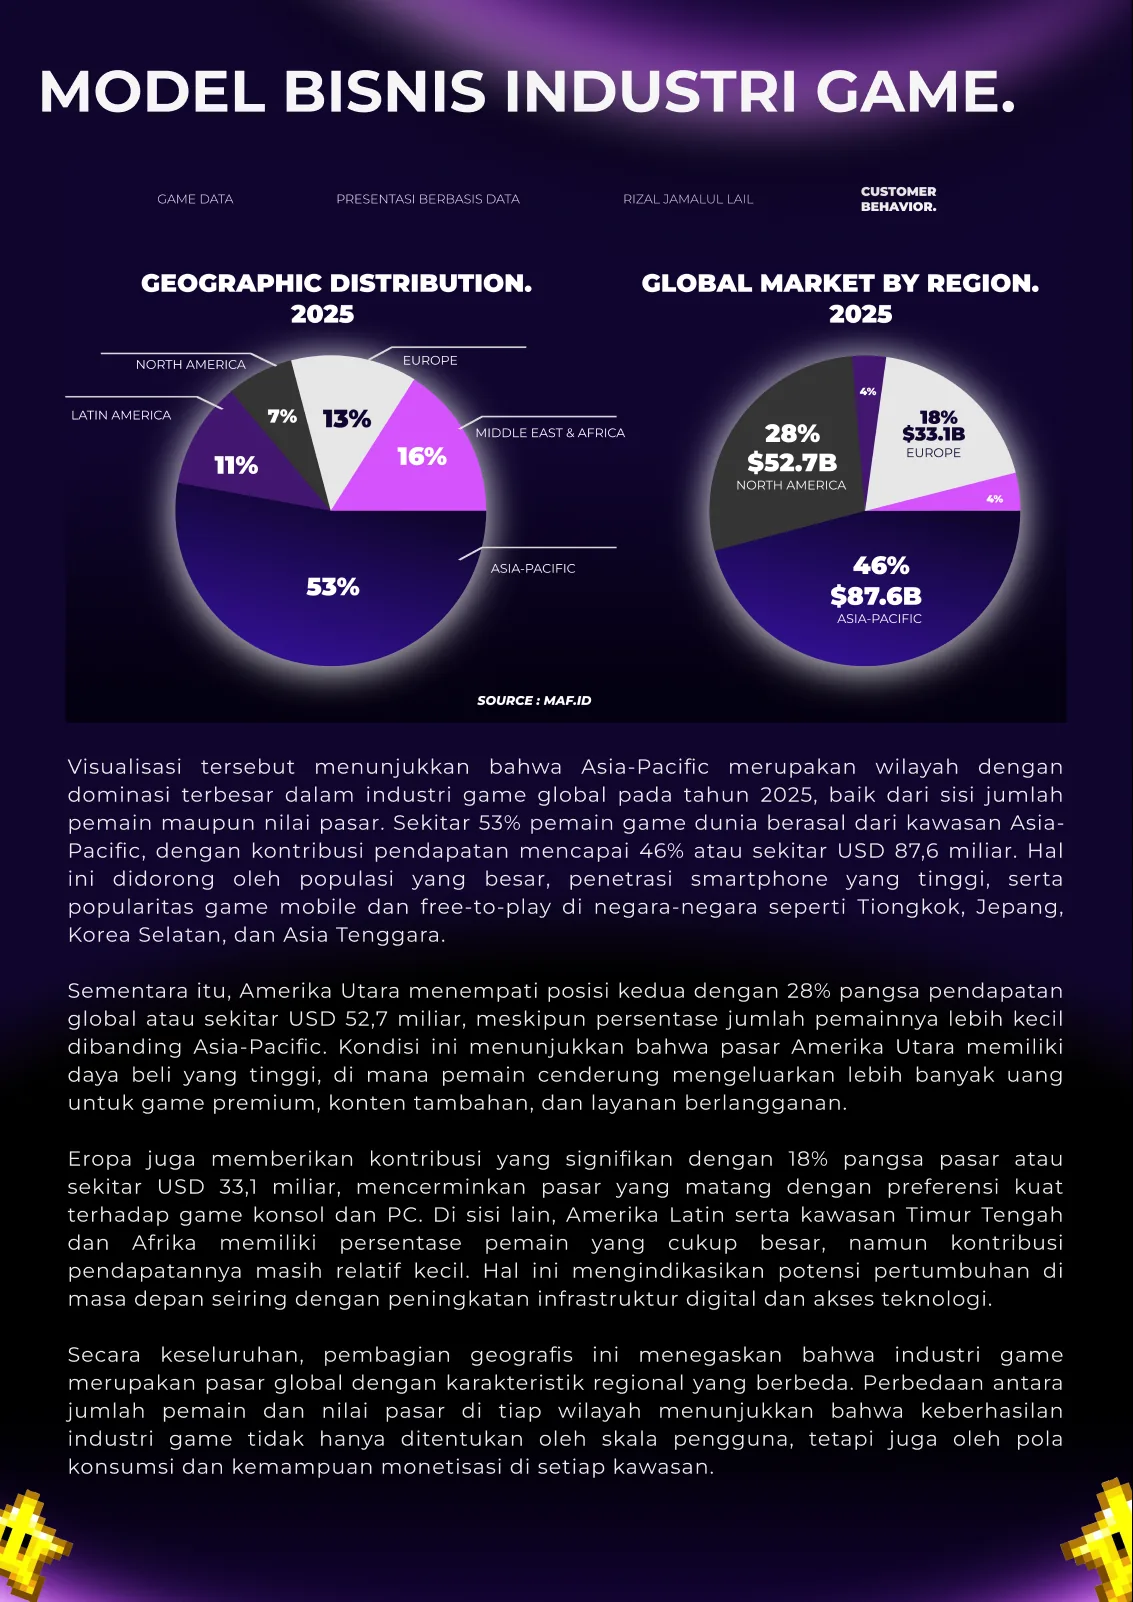 MODEL BISNIS INDUSTRI GAME.
GAME DATA
PRESENTASI BERBASIS DATA
RIZAL JAMALUL LAIL
CUSTOMER
BEHAVIOR.
GEOGRAPHIC DISTRIBUTION.
2025
NORTH AMERICA
EUROPE
LATIN AMERICA
MIDDLE EAST & AFRICA
7%
13%
11%
16%
53%
ASIA-PACIFIC
GLOBAL MARKET BY REGION.
2025
4%
18%
$33.1B
EUROPE
28%
$52.7B
NORTH AMERICA
4%
46%
$87.6B
ASIA-PACIFIC
SOURCE : MAF.ID
Visualisasi tersebut menunjukkan bahwa Asia-Pacific merupakan wilayah dengan
dominasi terbesar dalam industri game global pada tahun 2025, baik dari sisi jumlah
pemain maupun nilai pasar. Sekitar 53% pemain game dunia berasal dari kawasan Asia-
Pacific, dengan kontribusi pendapatan mencapai 46% atau sekitar USD 87,6 miliar. Hal
ini didorong oleh populasi yang besar, penetrasi smartphone yang tinggi, serta
popularitas game mobile dan free-to-play di negara-negara seperti Tiongkok, Jepang,
Korea Selatan, dan Asia Tenggara.
Sementara itu, Amerika Utara menempati posisi kedua dengan 28% pangsa pendapatan
global atau sekitar USD 52,7 miliar, meskipun persentase jumlah pemainnya lebih kecil
dibanding Asia-Pacific. Kondisi ini menunjukkan bahwa pasar Amerika Utara memiliki
daya beli yang tinggi, di mana pemain cenderung mengeluarkan lebih banyak uang
untuk game premium, konten tambahan, dan layanan berlangganan.
Eropa juga memberikan kontribusi yang signifikan dengan 18% pangsa pasar atau
sekitar USD 33,1 miliar, mencerminkan pasar yang matang dengan preferensi kuat
terhadap game konsol dan PC. Di sisi lain, Amerika Latin serta kawasan Timur Tengah
dan Afrika memiliki persentase pemain yang cukup besar, namun kontribusi
pendapatannya masih relatif kecil. Hal ini mengindikasikan potensi pertumbuhan di
masa depan seiring dengan peningkatan infrastruktur digital dan akses teknologi.
Secara keseluruhan, pembagian geografis ini menegaskan bahwa industri game
merupakan pasar global dengan karakteristik regional yang berbeda. Perbedaan antara
jumlah pemain dan nilai pasar di tiap wilayah menunjukkan bahwa keberhasilan
industri game tidak hanya ditentukan oleh skala pengguna, tetapi juga oleh pola
konsumsi dan kemampuan monetisasi di setiap kawasan.